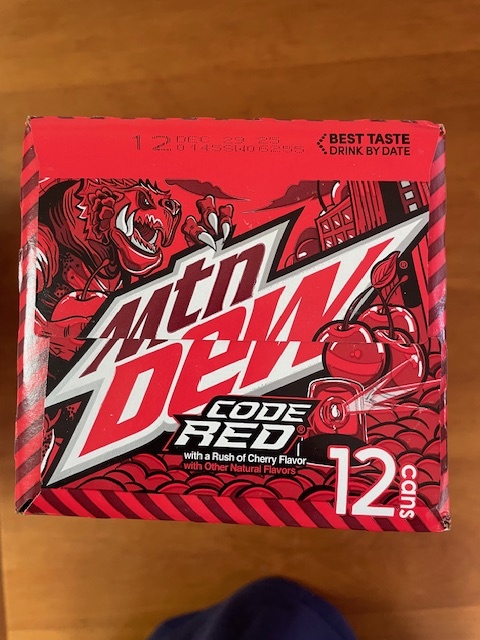 12 DEC 29 25
0145SW06255
BEST TASTE
DRINK BY DATE
Mtn
DEW
®
CODE
RED®
with a Rush of Cherry Flavor
with Other Natural Flavors
12
cans